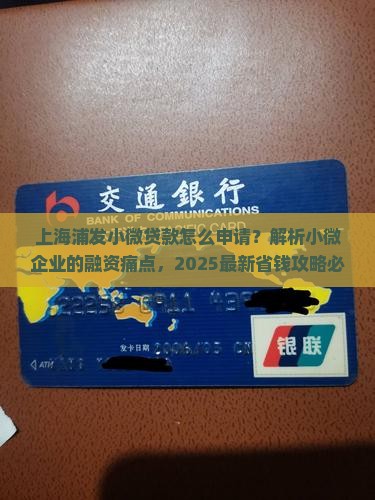 交通銀行
BANK OF COMMUNICATIONS
上海浦发小微贷款怎么申请？解析小微
企业的融资痛点，2025最新省钱攻略必
ATM
发卡日期
银联